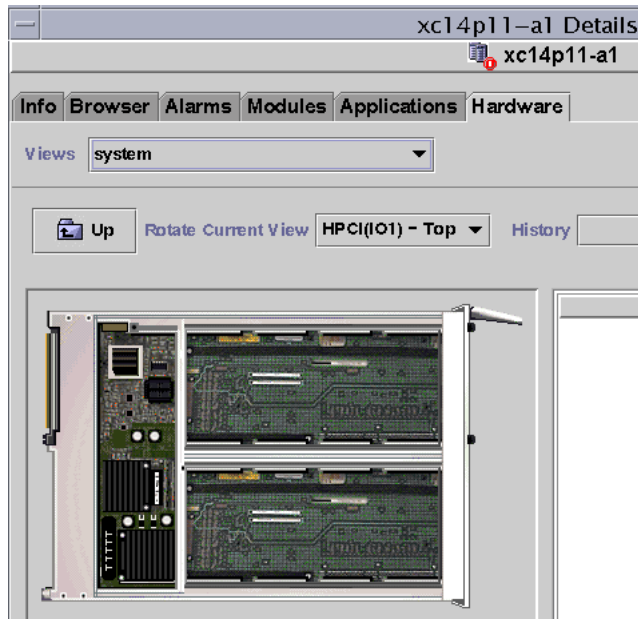 xc14p11-a1 Details
xc14p11-a1
Info Browser Alarms Modules Applications Hardware
Views system
Up Rotate Current View HPCI(IO1) - Top History